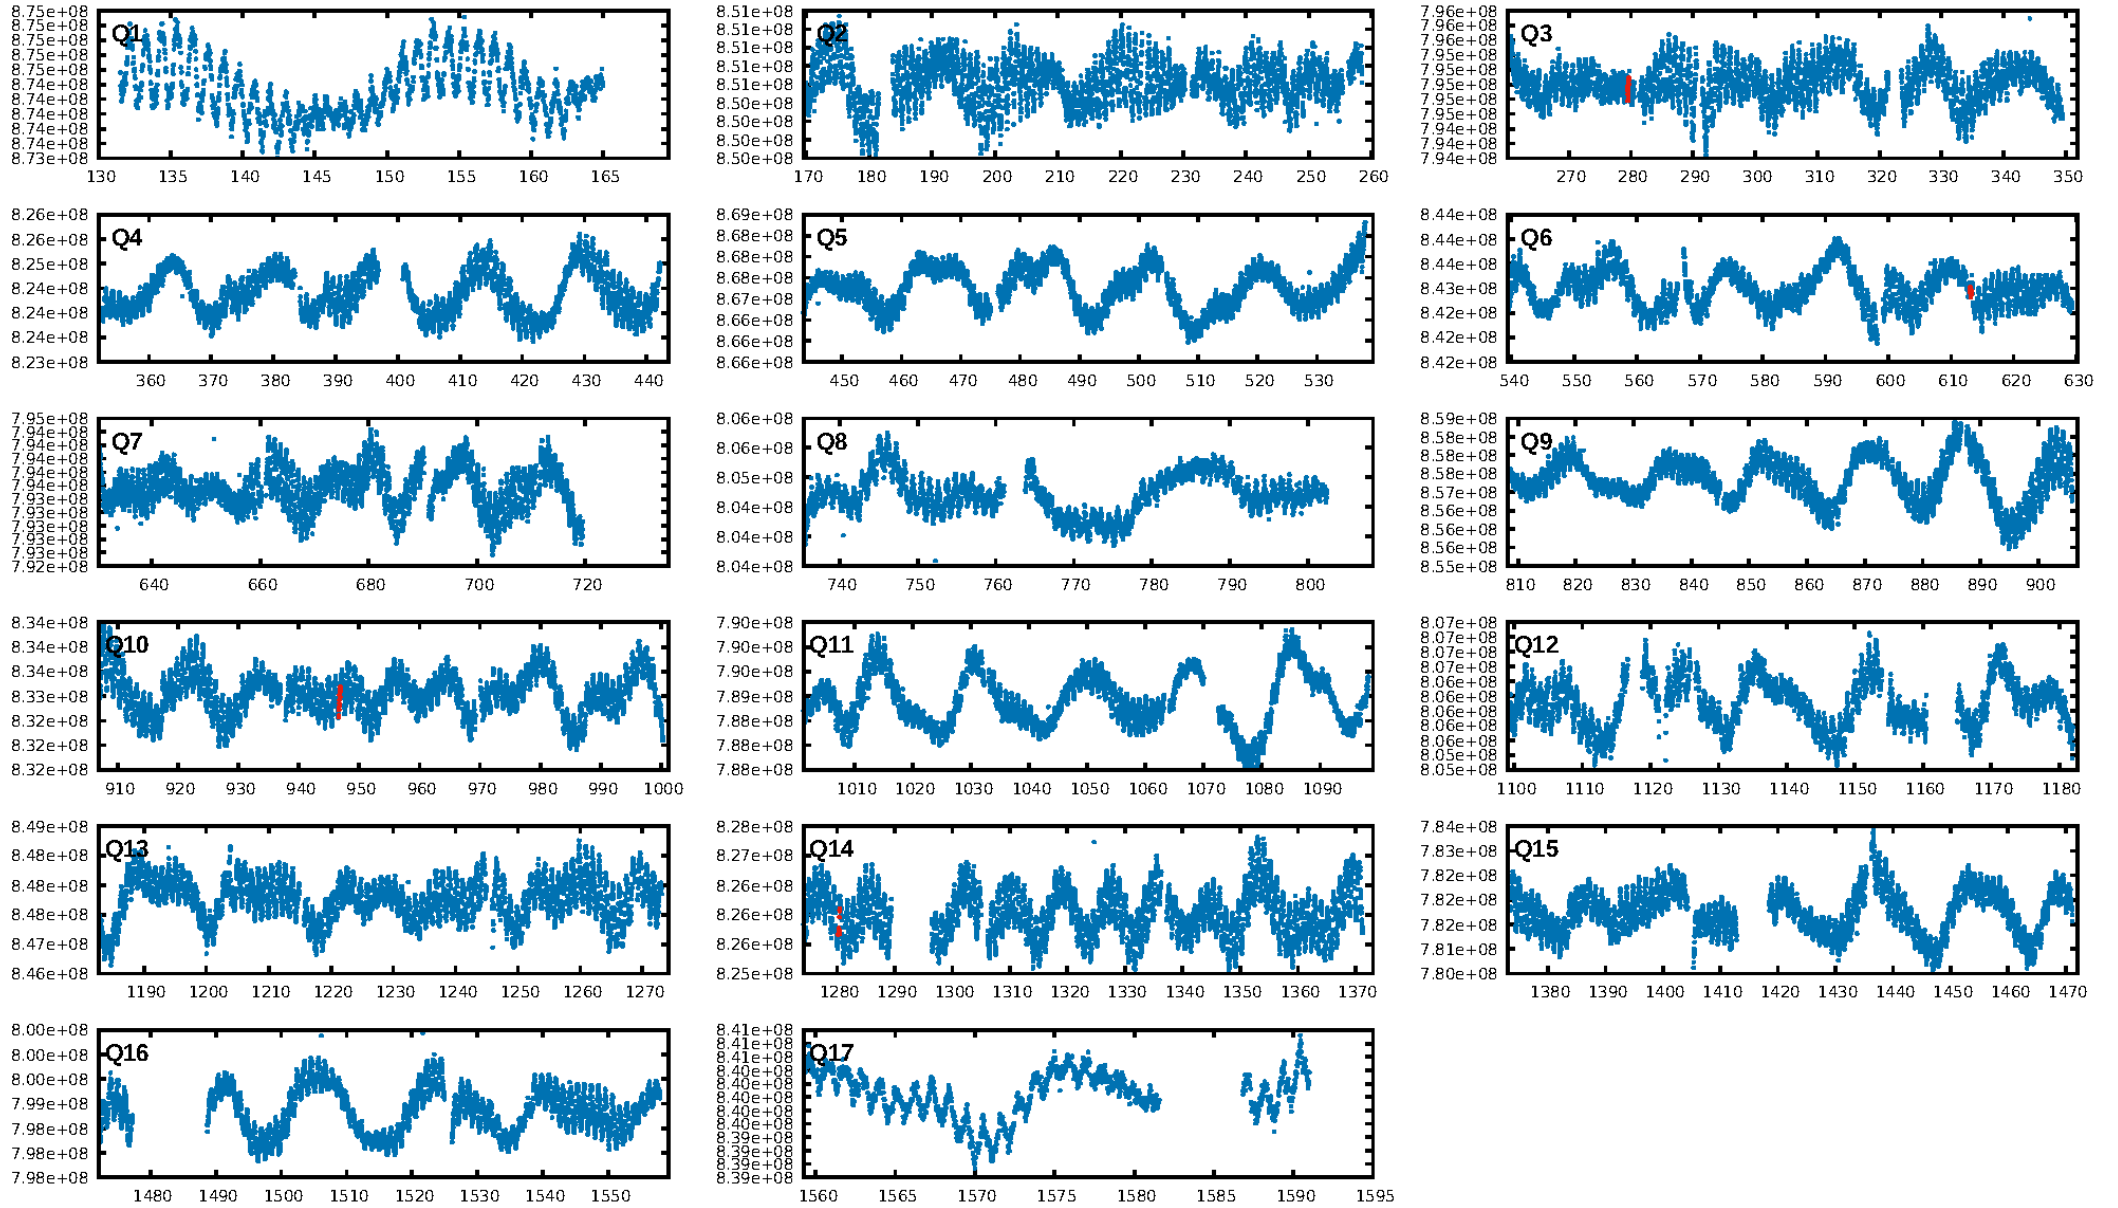 Q1
8.75e+08
8.75e+08
8.75e+08
8.75e+08
8.75e+08
8.74e+08
8.74e+08
8.74e+08
8.74e+08
8.74e+08
8.73e+08
130 135 140 145 150 155 160 165
Q2
8.51e+08
8.51e+08
8.51e+08
8.51e+08
8.51e+08
8.50e+08
8.50e+08
8.50e+08
8.50e+08
170 180 190 200 210 220 230 240 250 260
Q3
7.96e+08
7.96e+08
7.96e+08
7.95e+08
7.95e+08
7.95e+08
7.95e+08
7.95e+08
7.94e+08
7.94e+08
7.94e+08
270 280 290 300 310 320 330 340 350
Q4
8.26e+08
8.26e+08
8.25e+08
8.24e+08
8.24e+08
8.24e+08
8.23e+08
360 370 380 390 400 410 420 430 440
Q5
8.69e+08
8.68e+08
8.68e+08
8.68e+08
8.67e+08
8.66e+08
8.66e+08
8.66e+08
450 460 470 480 490 500 510 520 530
Q6
8.44e+08
8.44e+08
8.44e+08
8.43e+08
8.42e+08
8.42e+08
8.42e+08
540 550 560 570 580 590 600 610 620 630
Q7
7.95e+08
7.94e+08
7.94e+08
7.94e+08
7.94e+08
7.93e+08
7.93e+08
7.93e+08
7.93e+08
7.93e+08
7.93e+08
7.92e+08
640 660 680 700 720
Q8
8.06e+08
8.06e+08
8.05e+08
8.04e+08
8.04e+08
8.04e+08
740 750 760 770 780 790 800
Q9
8.59e+08
8.58e+08
8.58e+08
8.58e+08
8.57e+08
8.56e+08
8.56e+08
8.56e+08
8.55e+08
810 820 830 840 850 860 870 880 890 900
Q10
8.34e+08
8.34e+08
8.34e+08
8.33e+08
8.32e+08
8.32e+08
8.32e+08
910 920 930 940 950 960 970 980 990 1000
Q11
7.90e+08
7.90e+08
7.90e+08
7.89e+08
7.88e+08
7.88e+08
7.88e+08
1010 1020 1030 1040 1050 1060 1070 1080 1090
Q12
8.07e+08
8.07e+08
8.07e+08
8.07e+08
8.06e+08
8.06e+08
8.06e+08
8.06e+08
8.06e+08
8.05e+08
8.05e+08
1100 1110 1120 1130 1140 1150 1160 1170 1180
Q13
8.49e+08
8.48e+08
8.48e+08
8.48e+08
8.47e+08
8.46e+08
1190 1200 1210 1220 1230 1240 1250 1260 1270
Q14
8.28e+08
8.27e+08
8.26e+08
8.26e+08
8.26e+08
8.25e+08
1280 1290 1300 1310 1320 1330 1340 1350 1360 1370
Q15
7.84e+08
7.83e+08
7.82e+08
7.82e+08
7.82e+08
7.81e+08
7.80e+08
1380 1390 1400 1410 1420 1430 1440 1450 1460 1470
Q16
8.00e+08
8.00e+08
8.00e+08
7.99e+08
7.98e+08
7.98e+08
7.98e+08
1480 1490 1500 1510 1520 1530 1540 1550
Q17
8.41e+08
8.41e+08
8.41e+08
8.40e+08
8.40e+08
8.40e+08
8.40e+08
8.40e+08
8.39e+08
8.39e+08
8.39e+08
8.39e+08
1560 1565 1570 1575 1580 1585 1590 1595